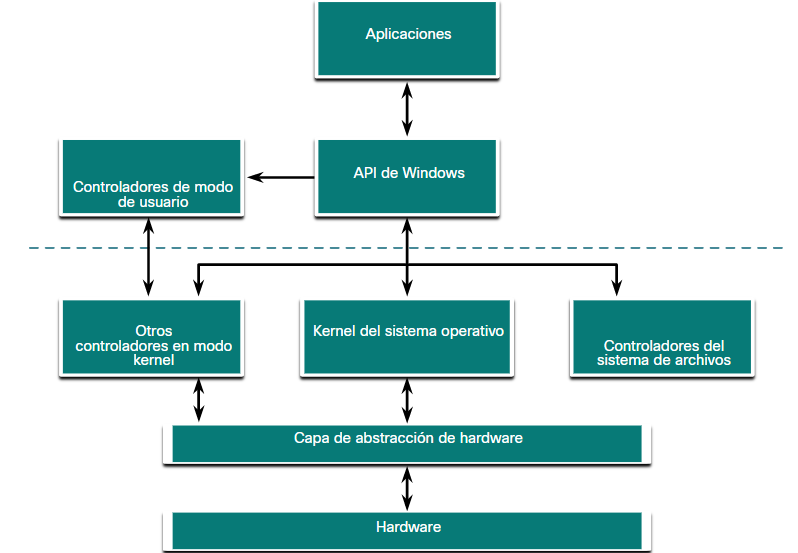 Aplicaciones
Controladores de modo
de usuario
API de Windows
Otros
controladores en modo
kernel
Kernel del sistema operativo
Controladores del
sistema de archivos
Capa de abstracción de hardware
Hardware